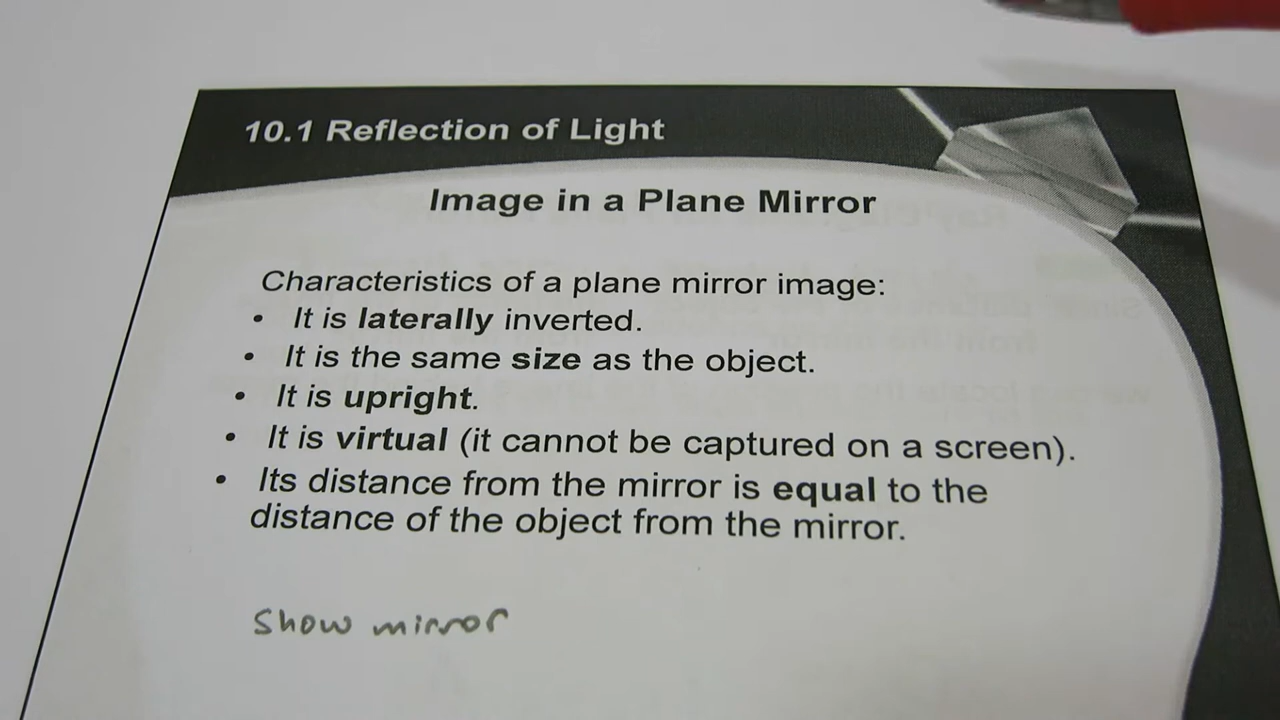 10.1 Reflection of Light
Image in a Plane Mirror
Characteristics of a plane mirror image:
• It is laterally inverted.
• It is the same size as the object.
• It is upright.
• It is virtual (it cannot be captured on a screen).
• Its distance from the mirror is equal to the
distance of the object from the mirror.
Show mirror